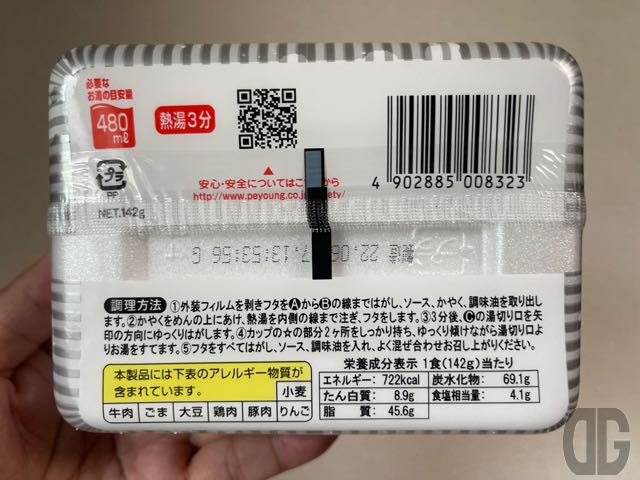 必要な
お湯の目安量
480
mℓ
熱湯3分
プラ
PF
NET.142g
安心・安全についてはこ から
http://www.peyoung.co.jp etv/
4 902885 008323
調理方法 ①外装フィルムを剥きフタをⒶからⒷの線まではがし、ソース、かやく、調味油を取り出し
ます。②かやくをめんの上にあけ、熱湯を内側の線まで注ぎ、フタをします。③3分後、Ⓒの湯切り口を矢
印の方向にゆっくりはがします。④カップの☆の部分2ヶ所をしっかり持ち、ゆっくり傾けながら湯切り口よ
りお湯をすてます。⑤フタをすべてはがし、ソース、調味油を入れ、よく混ぜ合わせお召し上がりください。
本製品には下表のアレルギー物質が
含まれています。 小麦
牛肉 ごま 大豆 鶏肉 豚肉 りんご
栄養成分表示 1食(142g)当たり
エネルギー: 722kcal 炭水化物: 69.1g
たん白質: 8.9g 食塩相当量: 4.1g
脂 質: 45.6g
DG